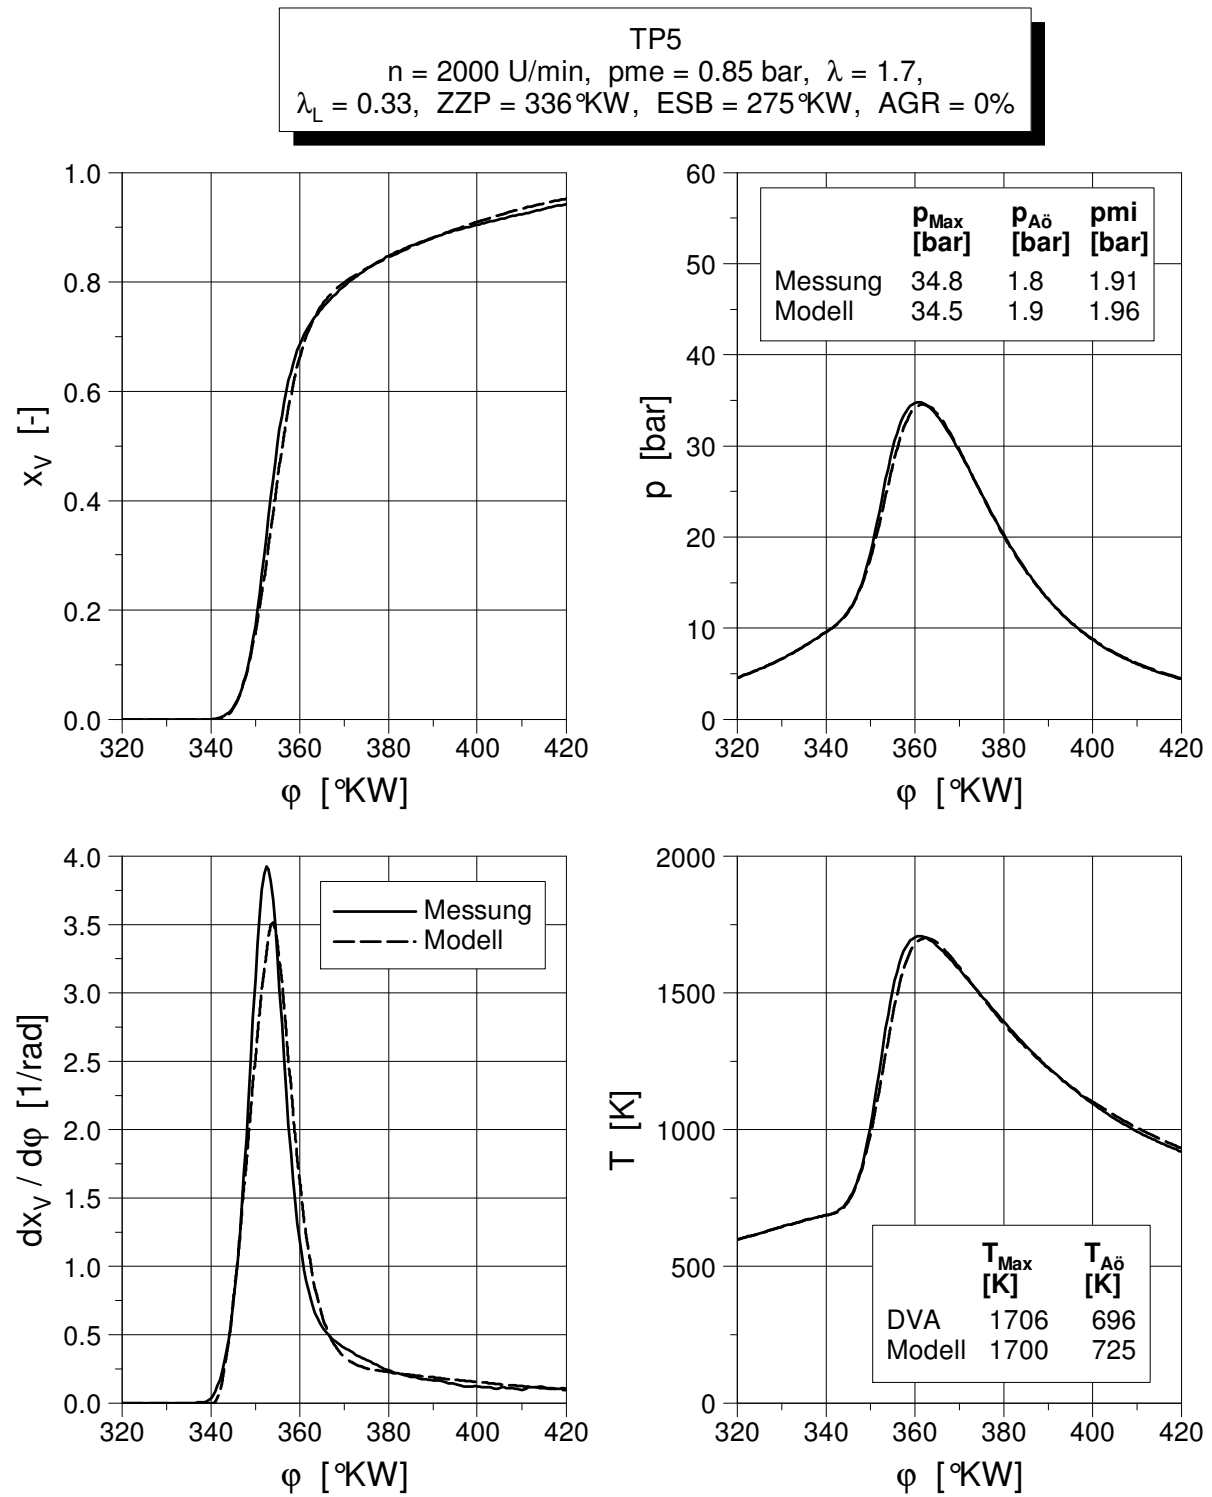 TP5
n = 2000 U/min, pme = 0.85 bar, λ = 1.7,
λL = 0.33, ZZP = 336°KW, ESB = 275°KW, AGR = 0%
1.0
0.8
0.6
0.4
0.2
0.0
xV [-]
320 340 360 380 400 420
φ [°KW]
60
50
40
30
20
10
0
p [bar]
pMax pAö pmi
[bar] [bar] [bar]
Messung 34.8 1.8 1.91
Modell 34.5 1.9 1.96
320 340 360 380 400 420
φ [°KW]
4.0
3.5
3.0
2.5
2.0
1.5
1.0
0.5
0.0
dxV / dφ [1/rad]
Messung
Modell
320 340 360 380 400 420
φ [°KW]
2000
1500
1000
500
0
T [K]
TMax TAö
[K] [K]
DVA 1706 696
Modell 1700 725
320 340 360 380 400 420
φ [°KW]